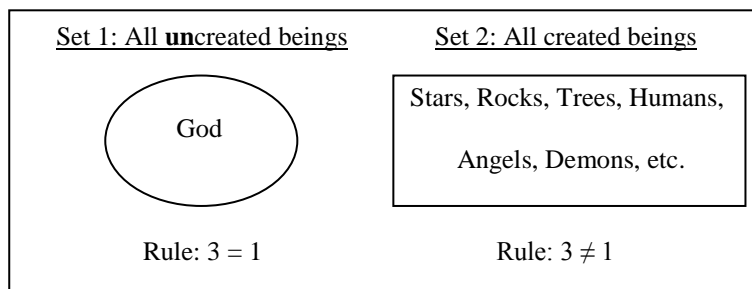 Set 1: All uncreated beings
Set 2: All created beings
God
Stars, Rocks, Trees, Humans,
Angels, Demons, etc.
Rule: 3 = 1
Rule: 3 ≠ 1